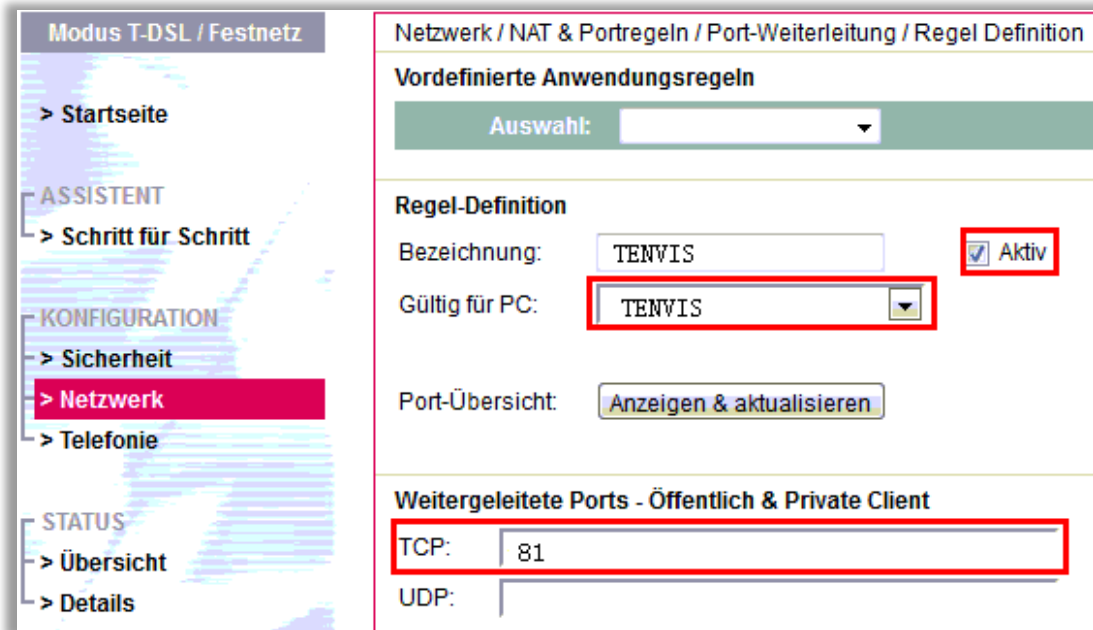 Modus T-DSL / Festnetz
> Startseite
ASSISTENT
> Schritt für Schritt
KONFIGURATION
> Sicherheit
> Netzwerk
> Telefonie
STATUS
> Übersicht
> Details
Netzwerk / NAT & Portregeln / Port-Weiterleitung / Regel Definition
Vordefinierte Anwendungsregeln
Auswahl:
Regel-Definition
Bezeichnung: TENVIS Aktiv
Gültig für PC: TENVIS
Port-Übersicht: Anzeigen & aktualisieren
Weitergeleitete Ports - Öffentlich & Private Client
TCP: 81
UDP: